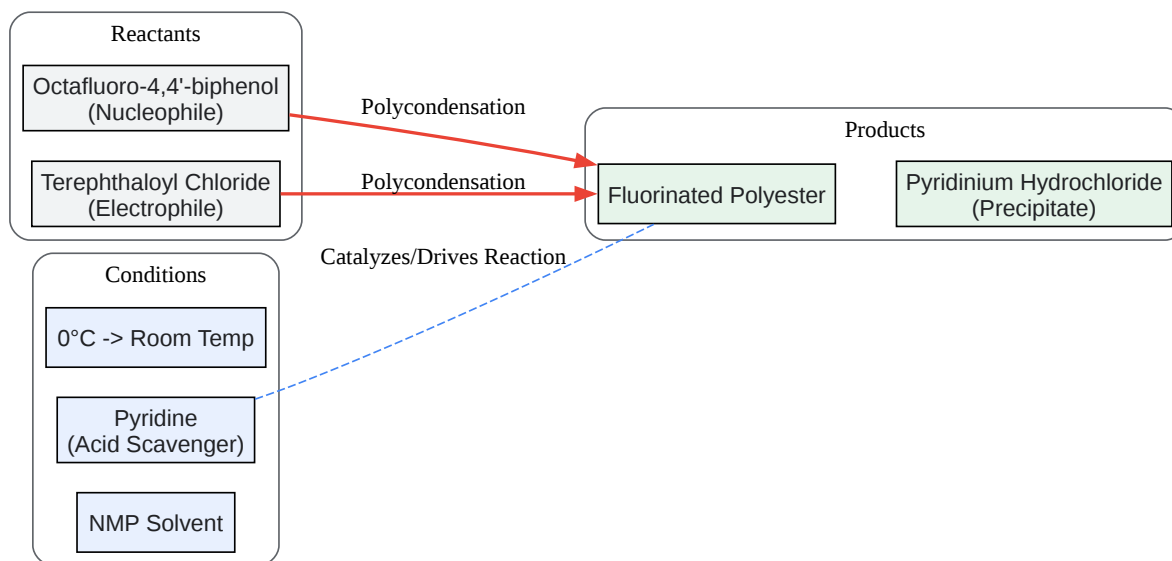 Reactants
Octafluoro-4,4'-biphenol
(Nucleophile)
Terephthaloyl Chloride
(Electrophile)
Polycondensation
Polycondensation
Products
Fluorinated Polyester
Pyridinium Hydrochloride
(Precipitate)
Catalyzes/Drives Reaction
Conditions
0°C -> Room Temp
Pyridine
(Acid Scavenger)
NMP Solvent